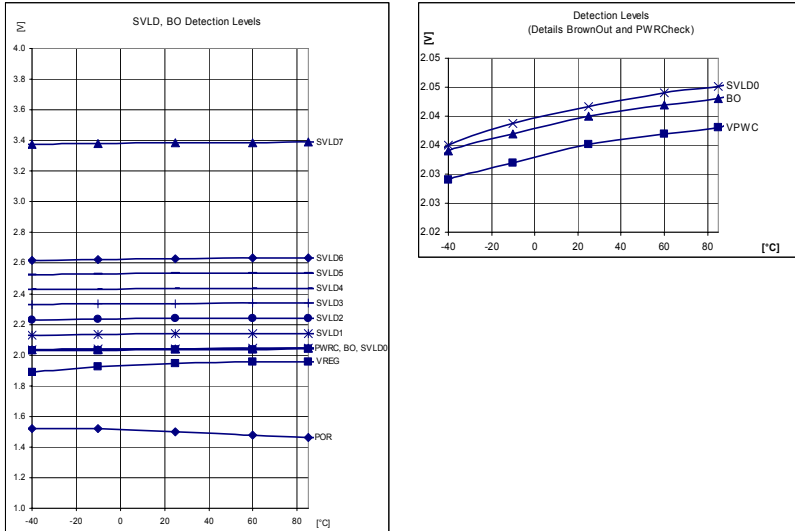 SVLD, BO Detection Levels
[V]
4.0
3.8
3.6
3.4
3.2
3.0
2.8
2.6
2.4
2.2
2.0
1.8
1.6
1.4
1.2
1.0
SVLD7
SVLD6
SVLD5
SVLD4
SVLD3
SVLD2
SVLD1
PWRC, BO, SVLD0
VREG
POR
-40 -20 0 20 40 60 80 [°C]
Detection Levels
(Details BrownOut and PWRCheck)
[V]
2.05
2.05
2.04
2.04
2.03
2.03
2.02
SVLD0
BO
VPWC
-40 -20 0 20 40 60 80 [°C]